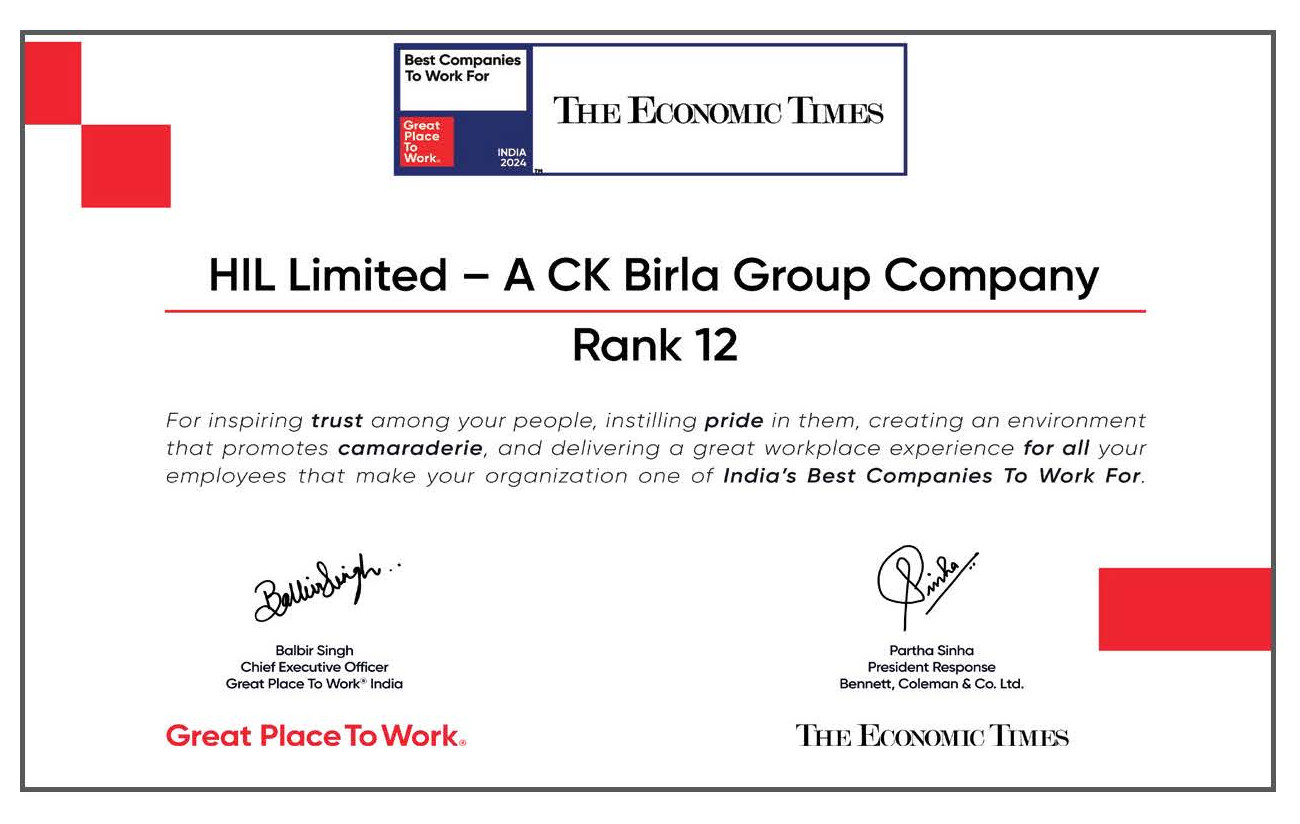 Best Companies
To Work For
Great
Place
To
Work.
INDIA
2024
™
THE ECONOMIC TIMES
HIL Limited – A CK Birla Group Company
Rank 12
For inspiring trust among your people, instilling pride in them, creating an environment
that promotes camaraderie, and delivering a great workplace experience for all your
employees that make your organization one of India's Best Companies To Work For.
Balbir Singh
Sinha
Balbir Singh
Chief Executive Officer
Great Place To Work® India
Partha Sinha
President Response
Bennett, Coleman & Co. Ltd.
Great Place To Work®
THE ECONOMIC TIMES